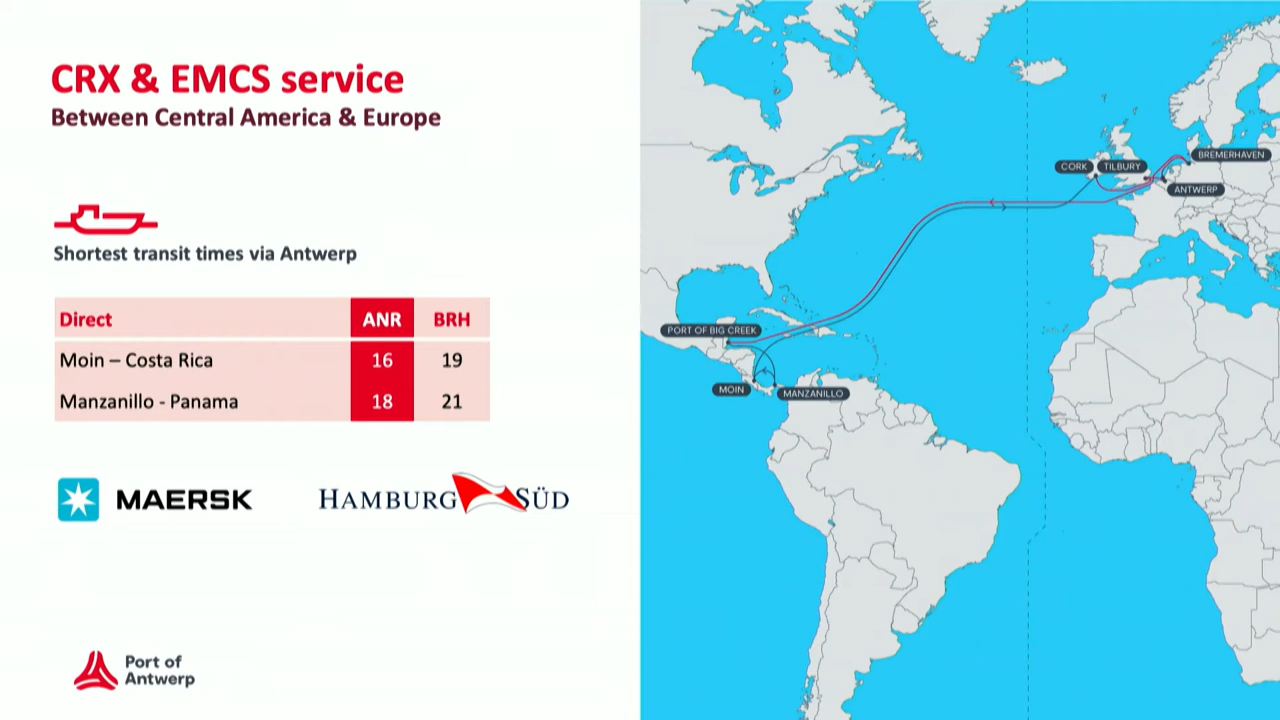 CRX & EMCS service
Between Central America & Europe
Shortest transit times via Antwerp
Direct ANR BRH
Moin – Costa Rica 16 19
Manzanillo - Panama 18 21
MAERSK
HAMBURG SÜD
Port of
Antwerp
CORK
TILBURY
BREMERHAVEN
ANTWERP
PORT OF BIG CREEK
MOIN
MANZANILLO